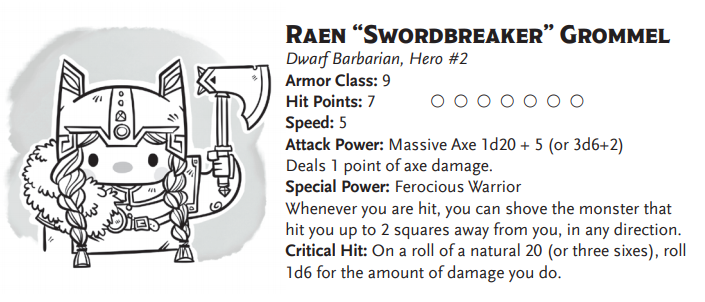 Raen “Swordbreaker” Grommel
Dwarf Barbarian, Hero #2
Armor Class: 9
Hit Points: 7 ○ ○ ○ ○ ○ ○ ○
Speed: 5
Attack Power: Massive Axe 1d20 + 5 (or 3d6+2)
Deals 1 point of axe damage.
Special Power: Ferocious Warrior
Whenever you are hit, you can shove the monster that
hit you up to 2 squares away from you, in any direction.
Critical Hit: On a roll of a natural 20 (or three sixes), roll
1d6 for the amount of damage you do.